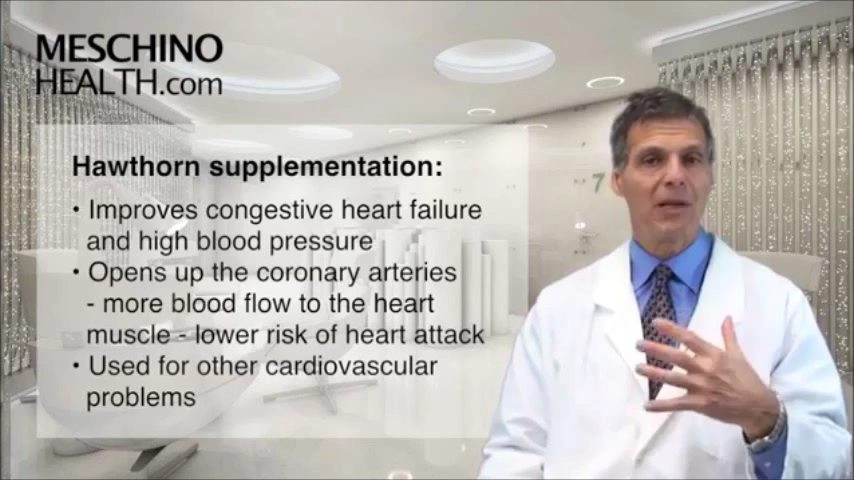 MESCHINO
HEALTH.com
Hawthorn supplementation:
• Improves congestive heart failure
and high blood pressure
• Opens up the coronary arteries
- more blood flow to the heart
muscle - lower risk of heart attack
• Used for other cardiovascular
problems
7